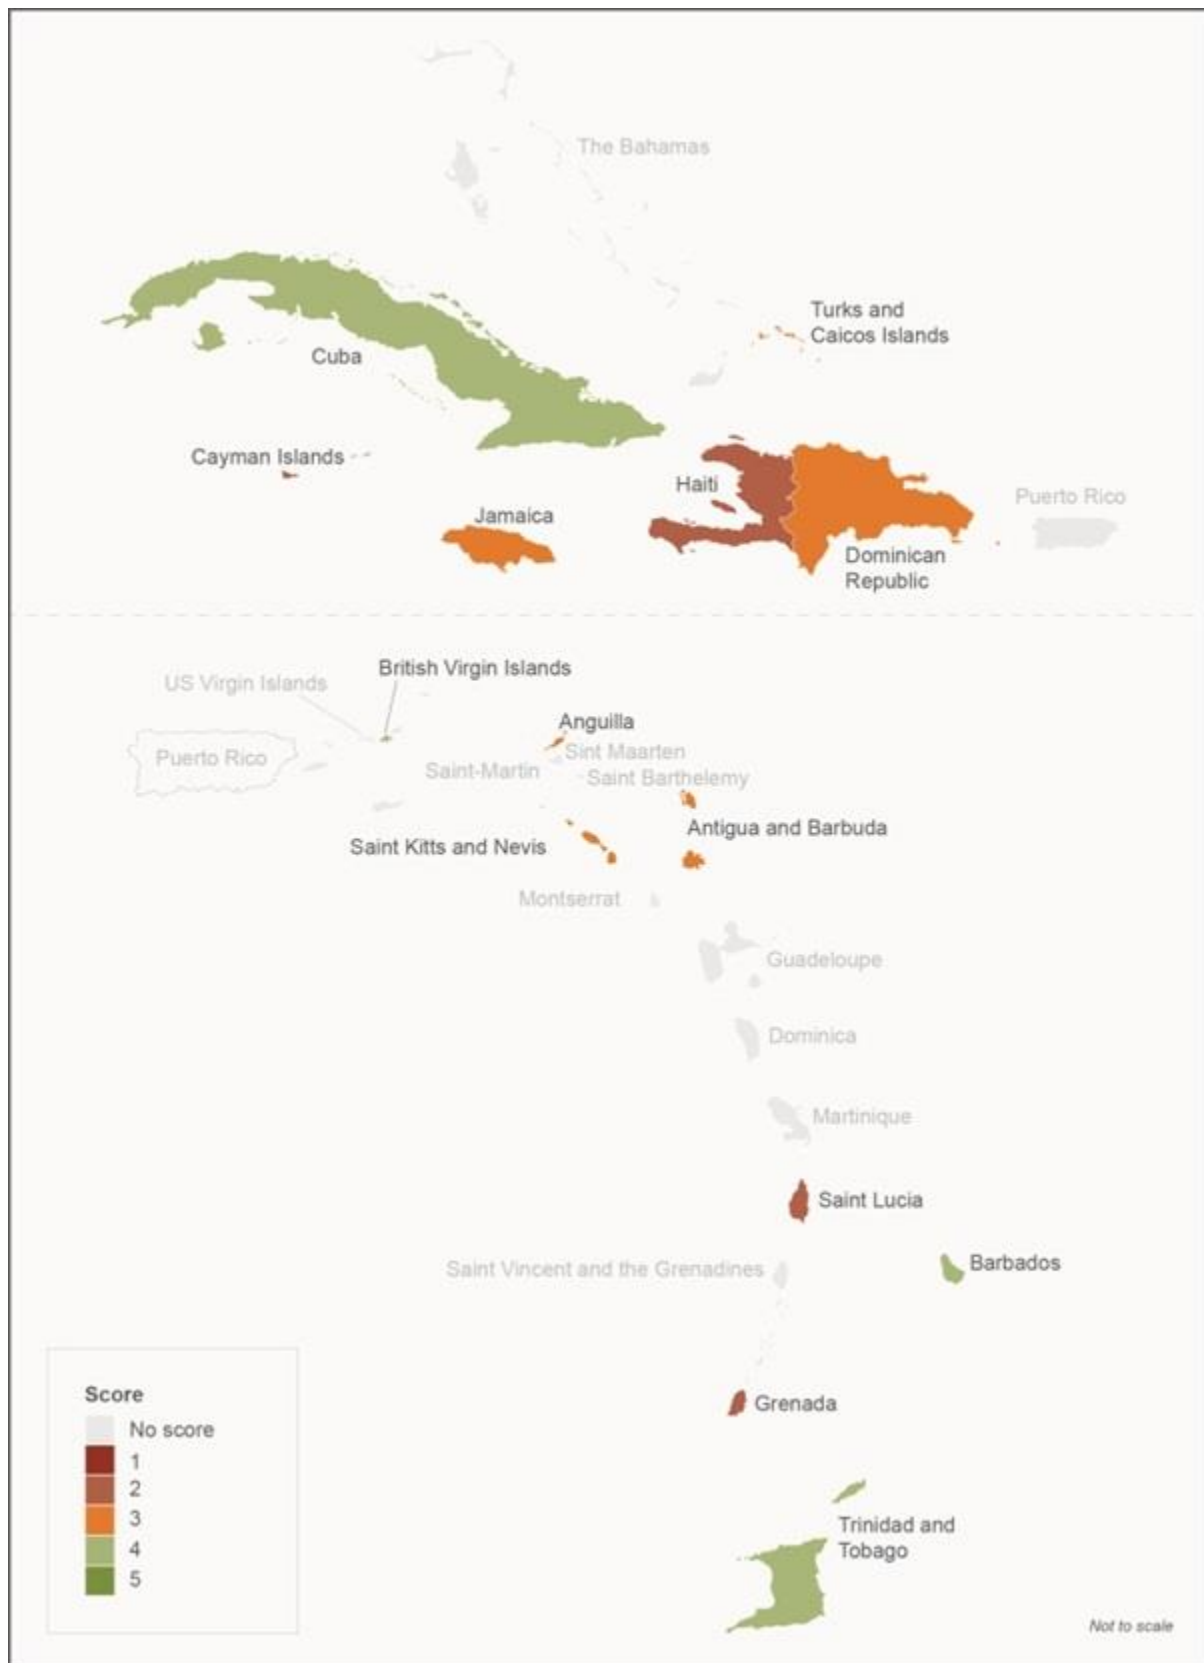 The Bahamas
Turks and
Caicos Islands
Cuba
Cayman Islands
Haiti
Puerto Rico
Jamaica
Dominican
Republic
British Virgin Islands
US Virgin Islands
Anguilla
Sint Maarten
Puerto Rico
Saint-Martin
Saint Barthelemy
Antigua and Barbuda
Saint Kitts and Nevis
Montserrat
Guadeloupe
Dominica
Martinique
Saint Lucia
Barbados
Saint Vincent and the Grenadines
Score
Grenada
No score
1
2
3
4
5
Trinidad and
Tobago
Not to scale